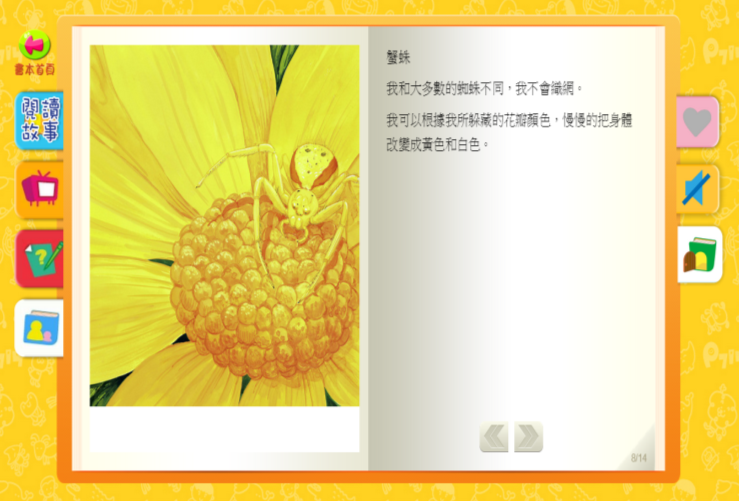 繪本首頁
閱讀
故事
蟹蛛
我和大多數的蜘蛛不同，我不會織網。
我可以根據我所躲藏的花瓣顏色，慢慢的把身體
改變成黃色和白色。
8/14